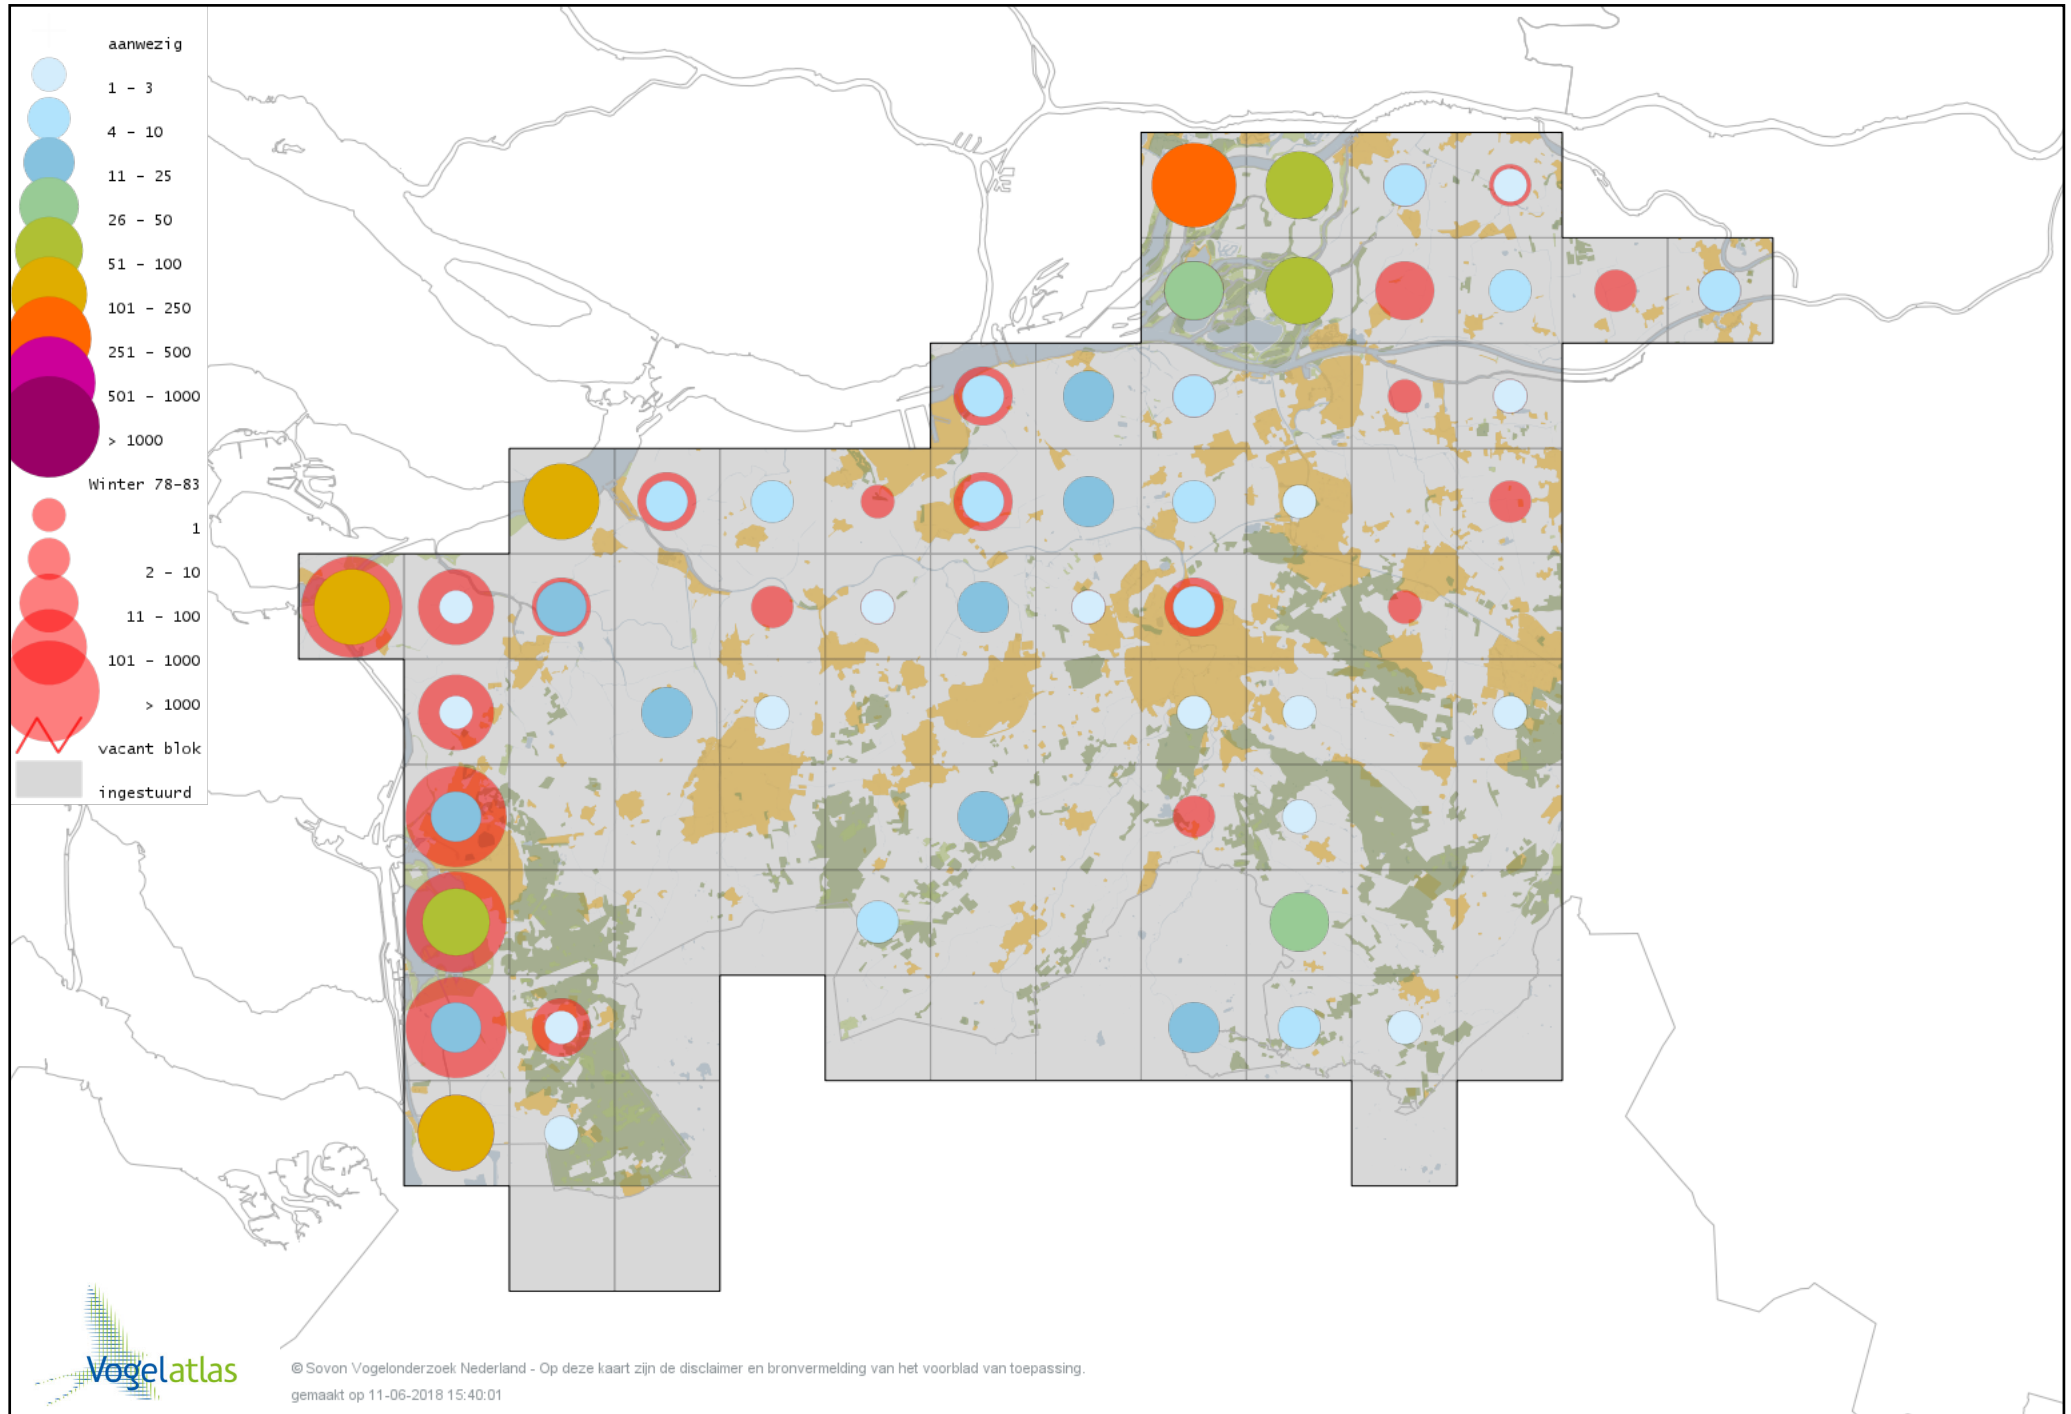 aanwezig
1 - 3
4 - 10
11 - 25
26 - 50
51 - 100
101 - 250
251 - 500
501 - 1000
> 1000
Winter 78-83
1
2 - 10
11 - 100
101 - 1000
> 1000
vacant blok
ingestuurd
Vogelatlas
© Sovon Vogelonderzoek Nederland - Op deze kaart zijn de disclaimer en bronvermelding van het voorblad van toepassing.
gemaakt op 11-06-2018 15:40:01